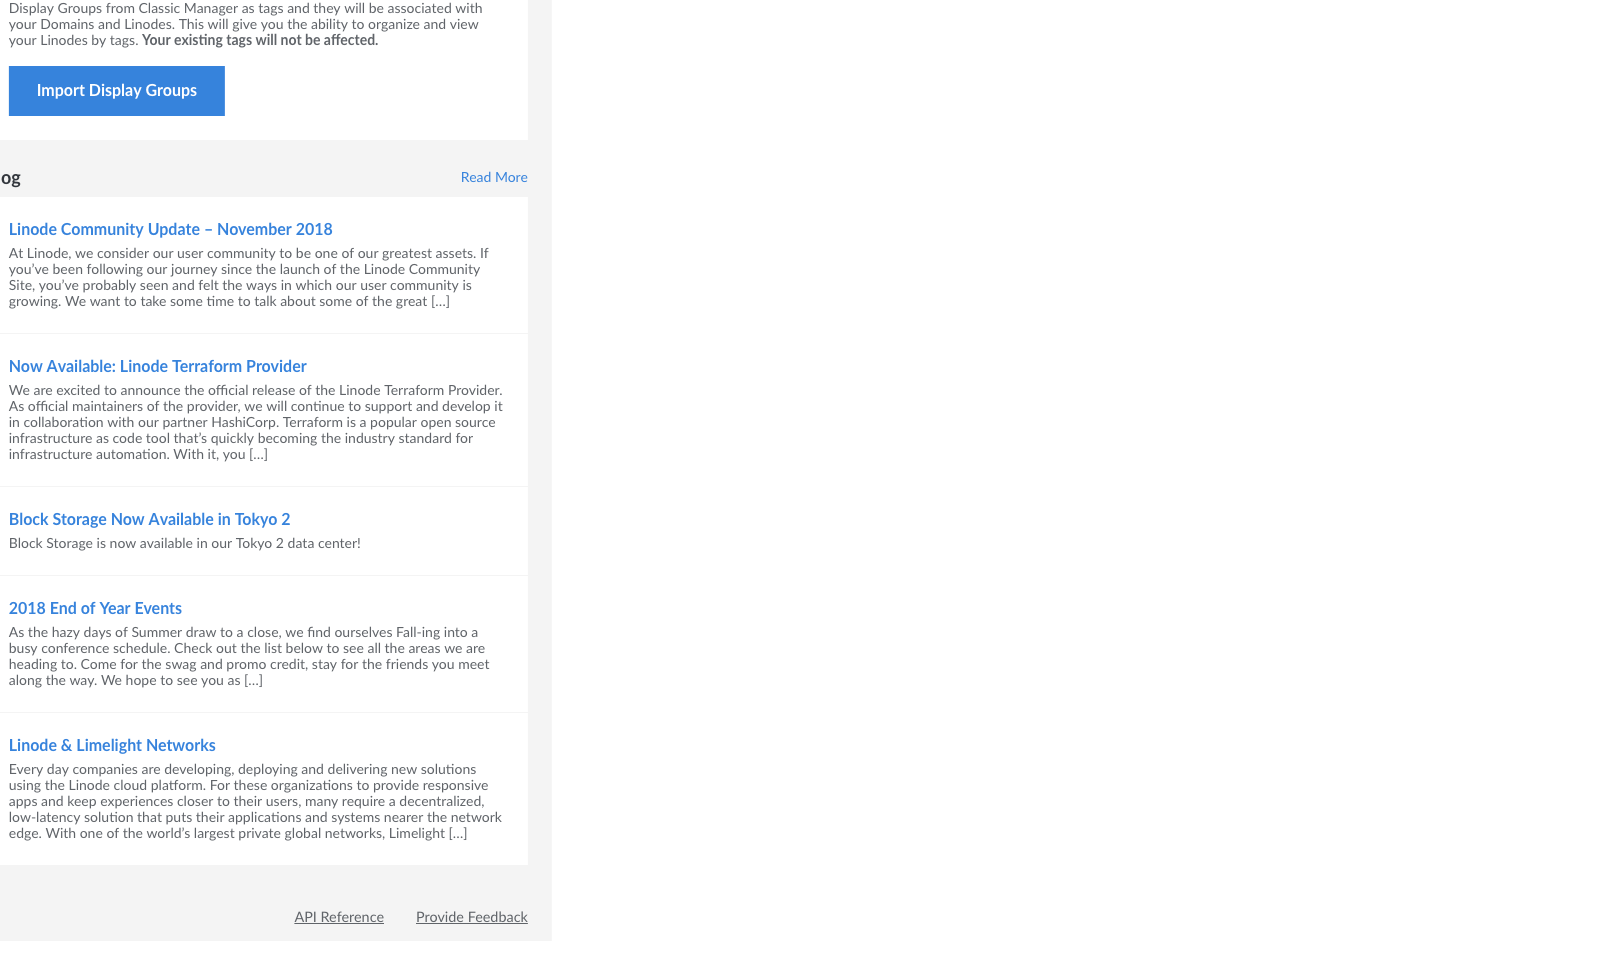 Display Groups from Classic Manager as tags and they will be associated with
your Domains and Linodes. This will give you the ability to organize and view
your Linodes by tags. Your existing tags will not be affected.
Import Display Groups
og
Read More
Linode Community Update – November 2018
At Linode, we consider our user community to be one of our greatest assets. If
you’ve been following our journey since the launch of the Linode Community
Site, you’ve probably seen and felt the ways in which our user community is
growing. We want to take some time to talk about some of the great […]
Now Available: Linode Terraform Provider
We are excited to announce the official release of the Linode Terraform Provider.
As official maintainers of the provider, we will continue to support and develop it
in collaboration with our partner HashiCorp. Terraform is a popular open source
infrastructure as code tool that’s quickly becoming the industry standard for
infrastructure automation. With it, you […]
Block Storage Now Available in Tokyo 2
Block Storage is now available in our Tokyo 2 data center!
2018 End of Year Events
As the hazy days of Summer draw to a close, we find ourselves Fall-ing into a
busy conference schedule. Check out the list below to see all the areas we are
heading to. Come for the swag and promo credit, stay for the friends you meet
along the way. We hope to see you as […]
Linode & Limelight Networks
Every day companies are developing, deploying and delivering new solutions
using the Linode cloud platform. For these organizations to provide responsive
apps and keep experiences closer to their users, many require a decentralized,
low-latency solution that puts their applications and systems nearer the network
edge. With one of the world’s largest private global networks, Limelight […]
API Reference
Provide Feedback